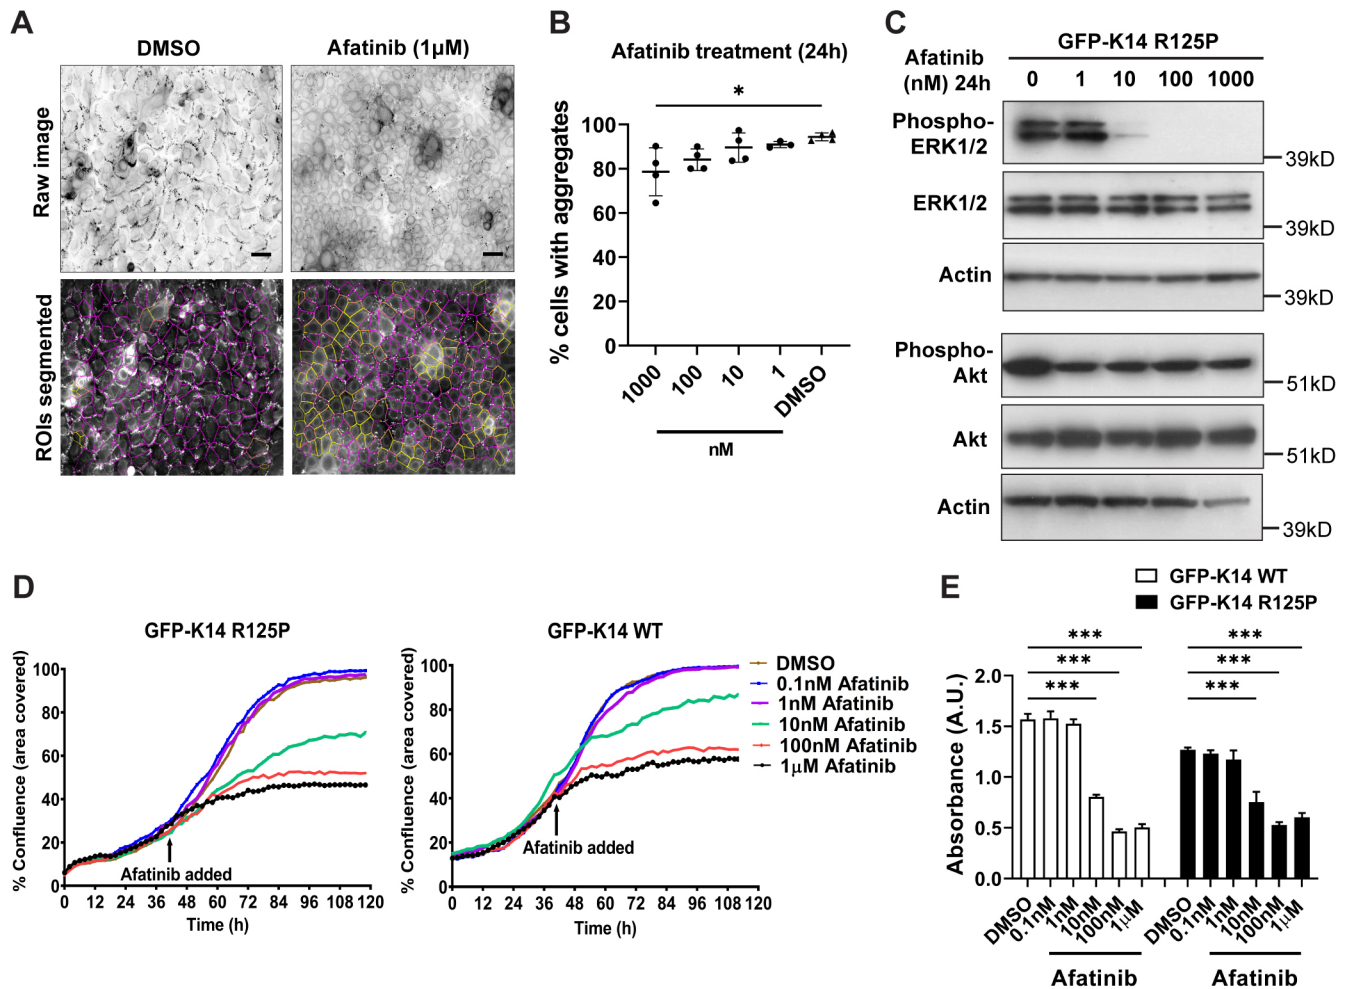 A
DMSO
Afatinib (1µM)
Raw image
ROIs segmented
B
Afatinib treatment (24h)
*
% cells with aggregates
100
80
60
40
20
0
1000
100
10
1
DMSO
nM
C
GFP-K14 R125P
Afatinib
(nM) 24h
0 1 10 100 1000
Phospho-
ERK1/2
39kD
ERK1/2
39kD
Actin
39kD
Phospho-
Akt
51kD
Akt
51kD
Actin
39kD
D
GFP-K14 R125P
% Confluence (area covered)
100
80
60
40
20
0
Afatinib added
0 12 24 36 48 60 72 84 96 108 120
Time (h)
GFP-K14 WT
% Confluence (area covered)
100
80
60
40
20
0
Afatinib added
0 12 24 36 48 60 72 84 96 108 120
Time (h)
DMSO
0.1nM Afatinib
1nM Afatinib
10nM Afatinib
100nM Afatinib
1µM Afatinib
E
GFP-K14 WT
GFP-K14 R125P
***
***
***
***
***
***
Absorbance (A.U.)
2.0
1.5
1.0
0.5
0.0
DMSO
0.1nM
1nM
10nM
100nM
1µM
Afatinib
DMSO
0.1nM
1nM
10nM
100nM
1µM
Afatinib